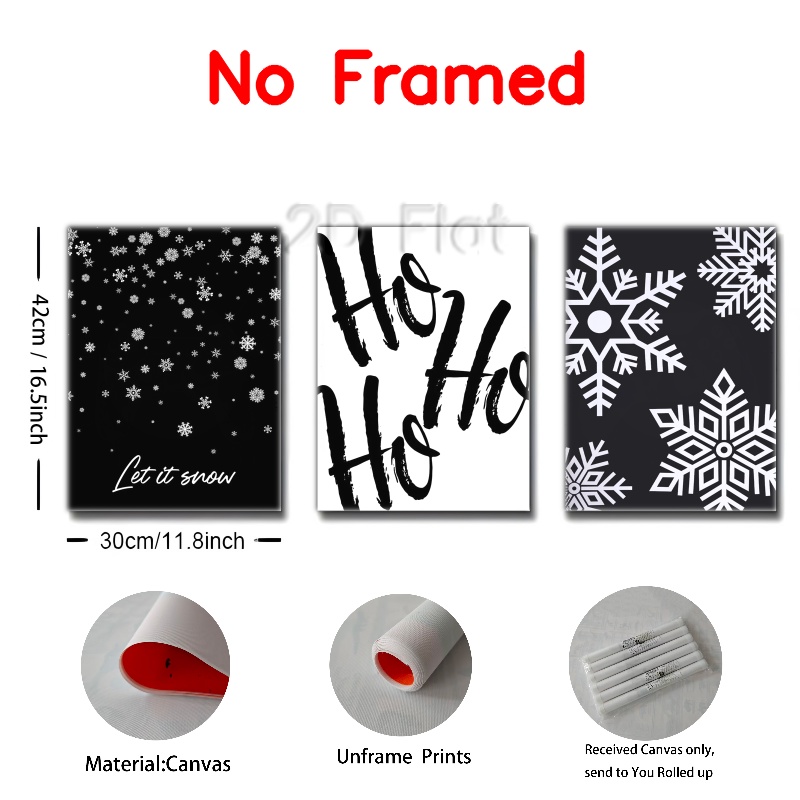 No Framed
2D Flat
42cm / 16.5inch
Let it snow
Ho
Ho
Ho
30cm/11.8inch
Material:Canvas
Unframe Prints
Received Canvas only,
send to You Rolled up